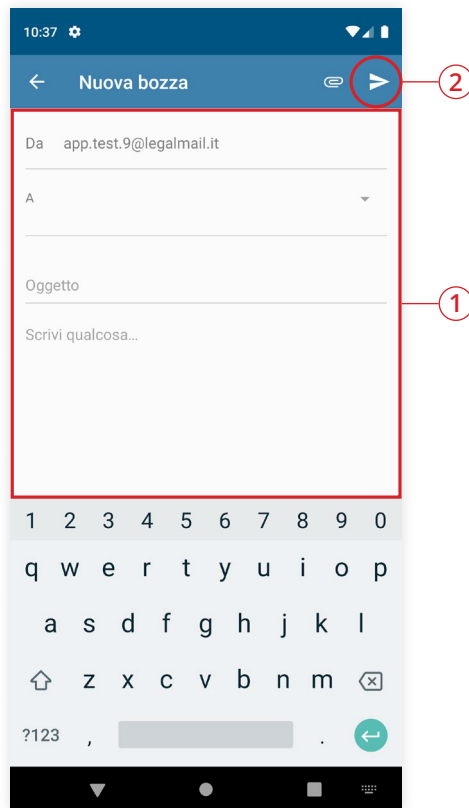 10:37
Nuova bozza
2
Da app.test.9@legalmail.it
A
Oggetto
1
Scrivi qualcosa...
1 2 3 4 5 6 7 8 9 0
q w e r t y u i o p
a s d f g h j k l
z x c v b n m
?123 , .